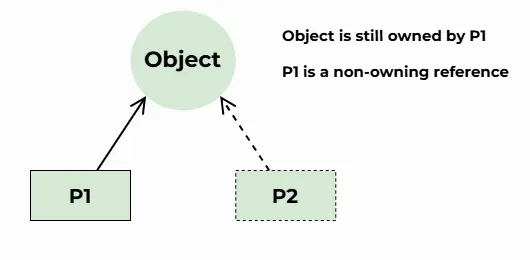 Object
Object is still owned by P1
P1 is a non-owning reference
P1
P2